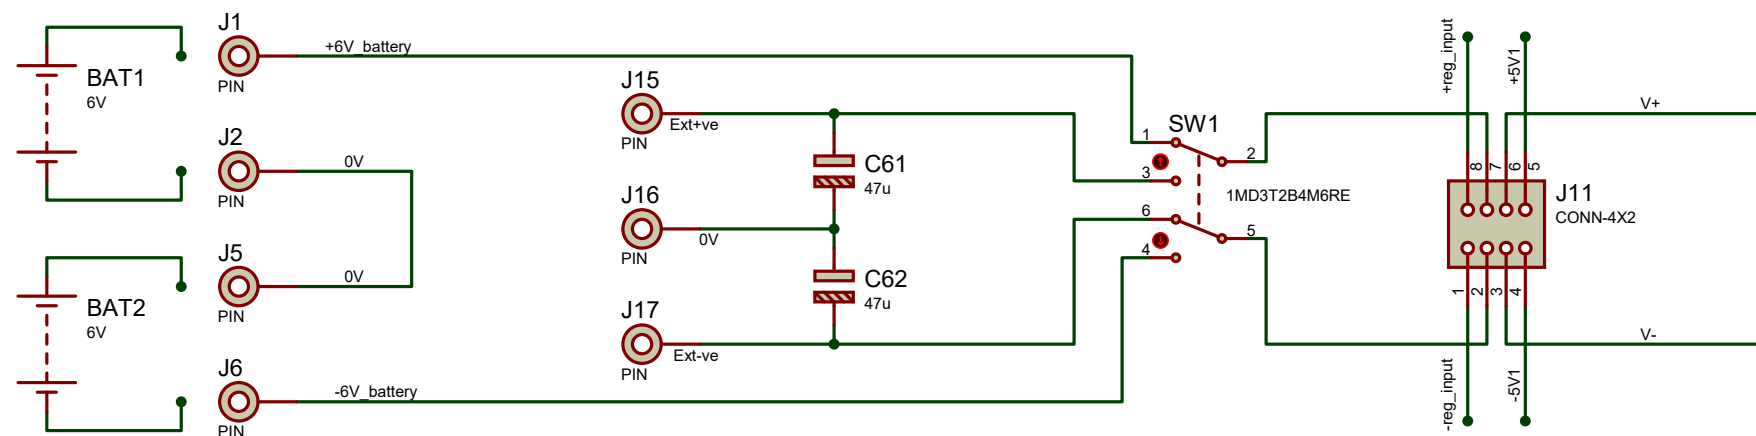 J1
+6V_battery
PIN
BAT1
6V
J2
0V
PIN
J5
0V
PIN
BAT2
6V
J6
-6V_battery
PIN
J15
Ext+ve
PIN
C61
47u
J16
0V
PIN
C62
47u
J17
Ext-ve
PIN
SW1
1
2
3
1MD3T2B4M6RE
6
5
4
+reg_input
+5V1
V+
8
7
6
5
J11
CONN-4X2
1
2
3
4
V-
-reg_input
-5V1